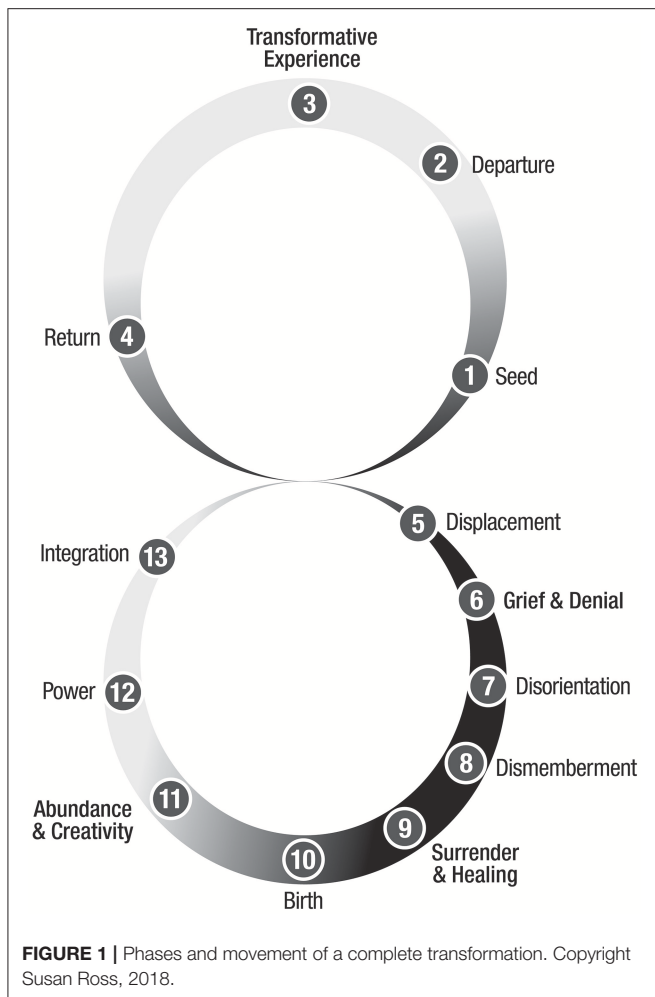 Transformative
Experience
3
2 Departure
Return 4
1 Seed
5 Displacement
Integration 13
6 Grief & Denial
Power 12
7 Disorientation
8 Dismemberment
Abundance
& Creativity
11
9
Surrender
& Healing
10
Birth
FIGURE 1 | Phases and movement of a complete transformation. Copyright
Susan Ross, 2018.